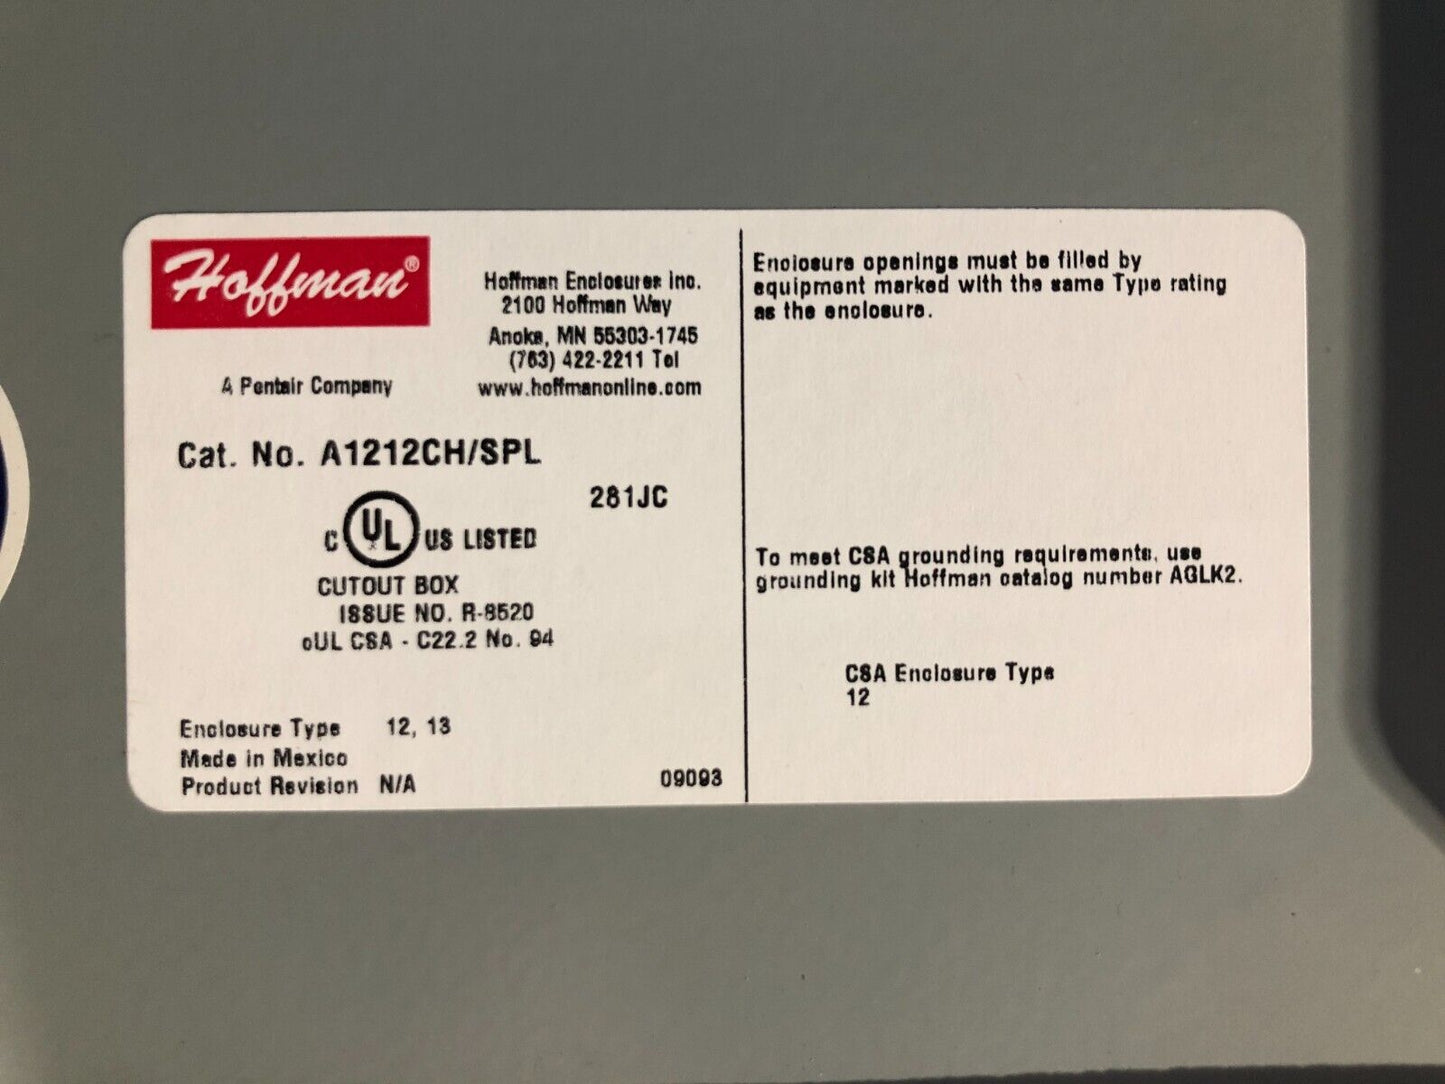 Hoffman®
A Pentair Company
Hoffman Enclosures Inc.
2100 Hoffman Way
Anoka, MN 55303-1745
(763) 422-2211 Tel
www.hoffmanonline.com
Cat. No. A1212CH/SPL
281JC
C UL US LISTED
CUTOUT BOX
ISSUE NO. R-8520
cUL CSA - C22.2 No. 94
Enclosure Type 12, 13
Made in Mexico
Product Revision N/A
09093
Enclosure openings must be filled by
equipment marked with the same Type rating
as the enclosure.
To meet CSA grounding requirements, use
grounding kit Hoffman catalog number AGLK2.
CSA Enclosure Type
12